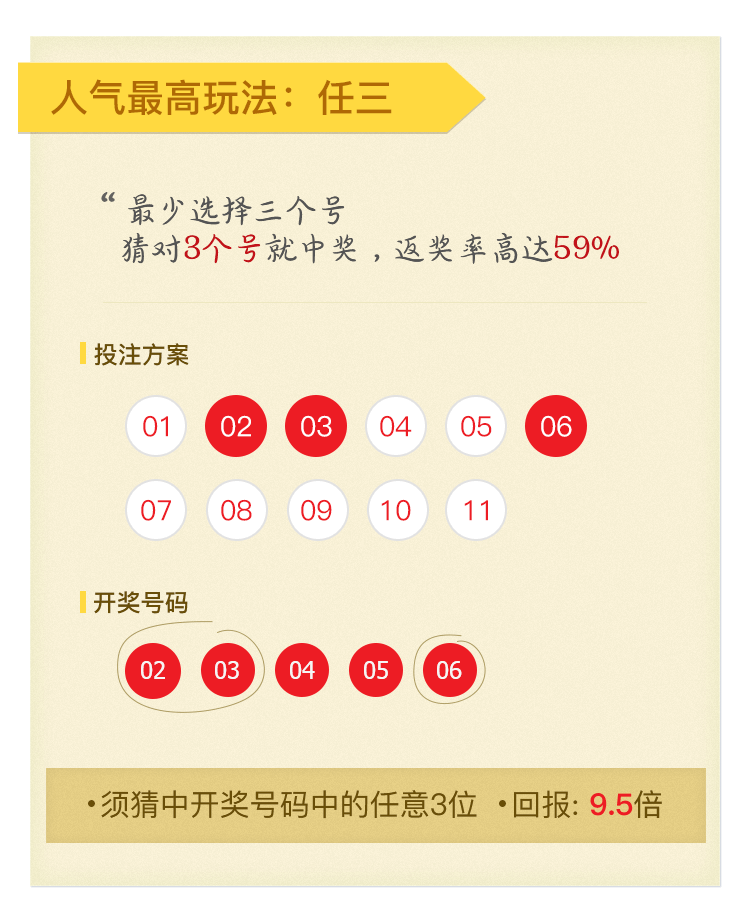 人气最高玩法：任三
“ 最少选择三个号
猜对3个号就中奖，返奖率高达59%
投注方案
01 02 03 04 05 06
07 08 09 10 11
开奖号码
02 03 04 05 06
•须猜中开奖号码中的任意3位 •回报: 9.5倍